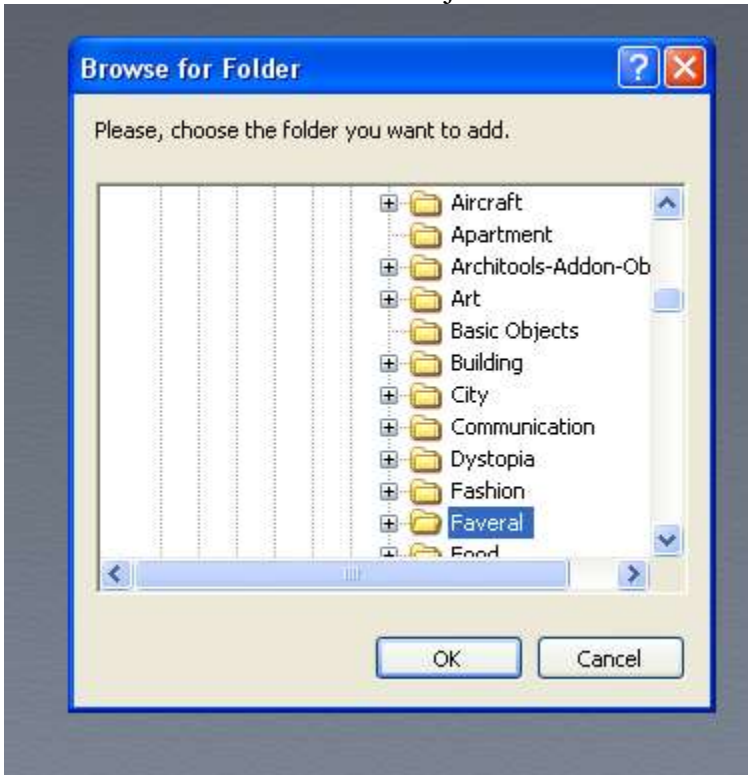 Browse for Folder
Please, choose the folder you want to add.
Aircraft
Apartment
Architools-Addon-Ob
Art
Basic Objects
Building
City
Communication
Dystopia
Fashion
Faveral
Food
OK Cancel